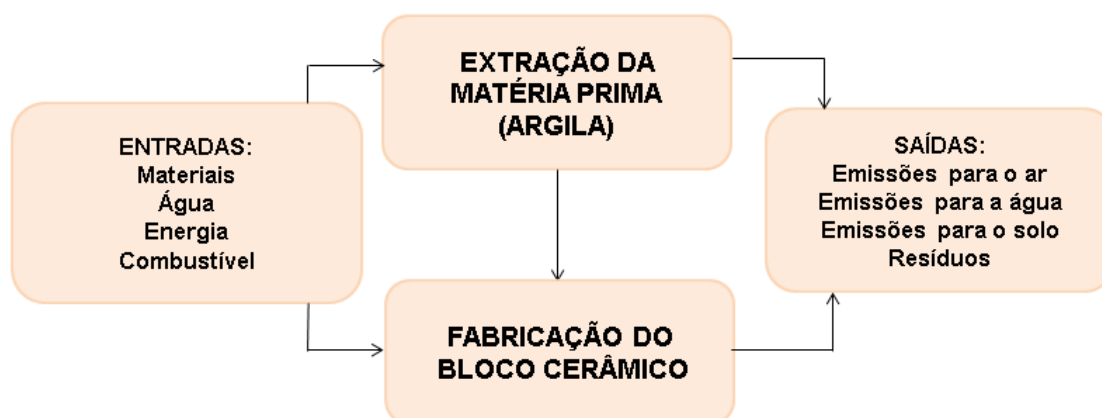 EXTRAÇÃO DA
MATÉRIA PRIMA
(ARGILA)
ENTRADAS:
Materiais
Água
Energia
Combustível
SAÍDAS:
Emissões para o ar
Emissões para a água
Emissões para o solo
Resíduos
FABRICAÇÃO DO
BLOCO CERÂMICO